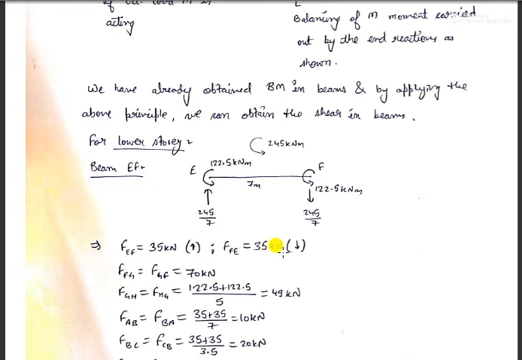 acting
Balancing of M moment carried
out by the end reactions as
shown.
We have already obtained BM in beams & by applying the
above principle, we can obtain the shear in beams.
For lower storey
245kNm
Beam EF
E
122.5kNm
F
7m
122.5kNm
245/7
245/7
⇒ F_EF = 35kN (↑) ; F_FE = 35 (↓)
F_FG = F_GF = 70kN
F_GH = F_HG = (122.5+122.5)/5 = 49 kN
F_AB = F_BA = (35+35)/7 = 10kN
F_BC = F_CB = (35+35)/3.5 = 20kN